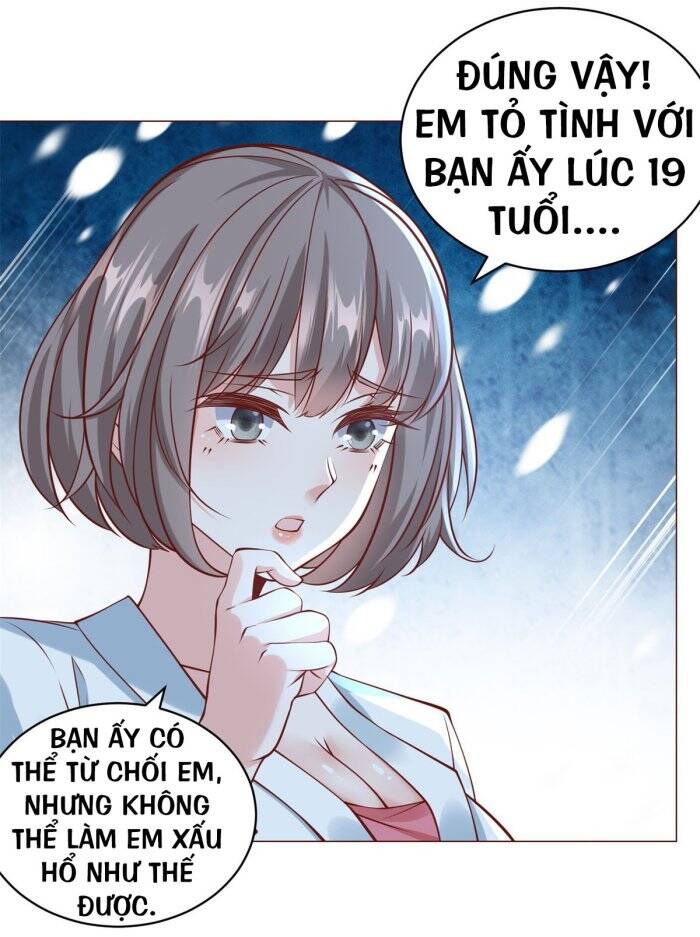 ĐÚNG VẬY!
EM TỎ TÌNH VỚI
BẠN ẤY LÚC 19
TUỔI....
BẠN ẤY CÓ
THỂ TỪ CHỐI EM,
NHƯNG KHÔNG
THỂ LÀM EM XẤU
HỔ NHƯ THẾ
ĐƯỢC.